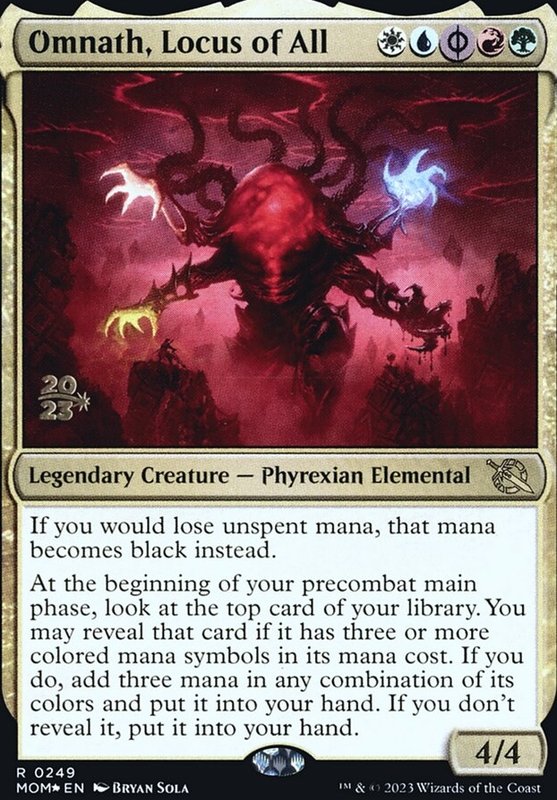 Omnath, Locus of All
20
23
Legendary Creature — Phyrexian Elemental
If you would lose unspent mana, that mana
becomes black instead.
At the beginning of your precombat main
phase, look at the top card of your library. You
may reveal that card if it has three or more
colored mana symbols in its mana cost. If you
do, add three mana in any combination of its
colors and put it into your hand. If you don't
reveal it, put it into your hand.
4/4
R 0249
MOM★EN Bryan Sola
™ & © 2023 Wizards of the Coast